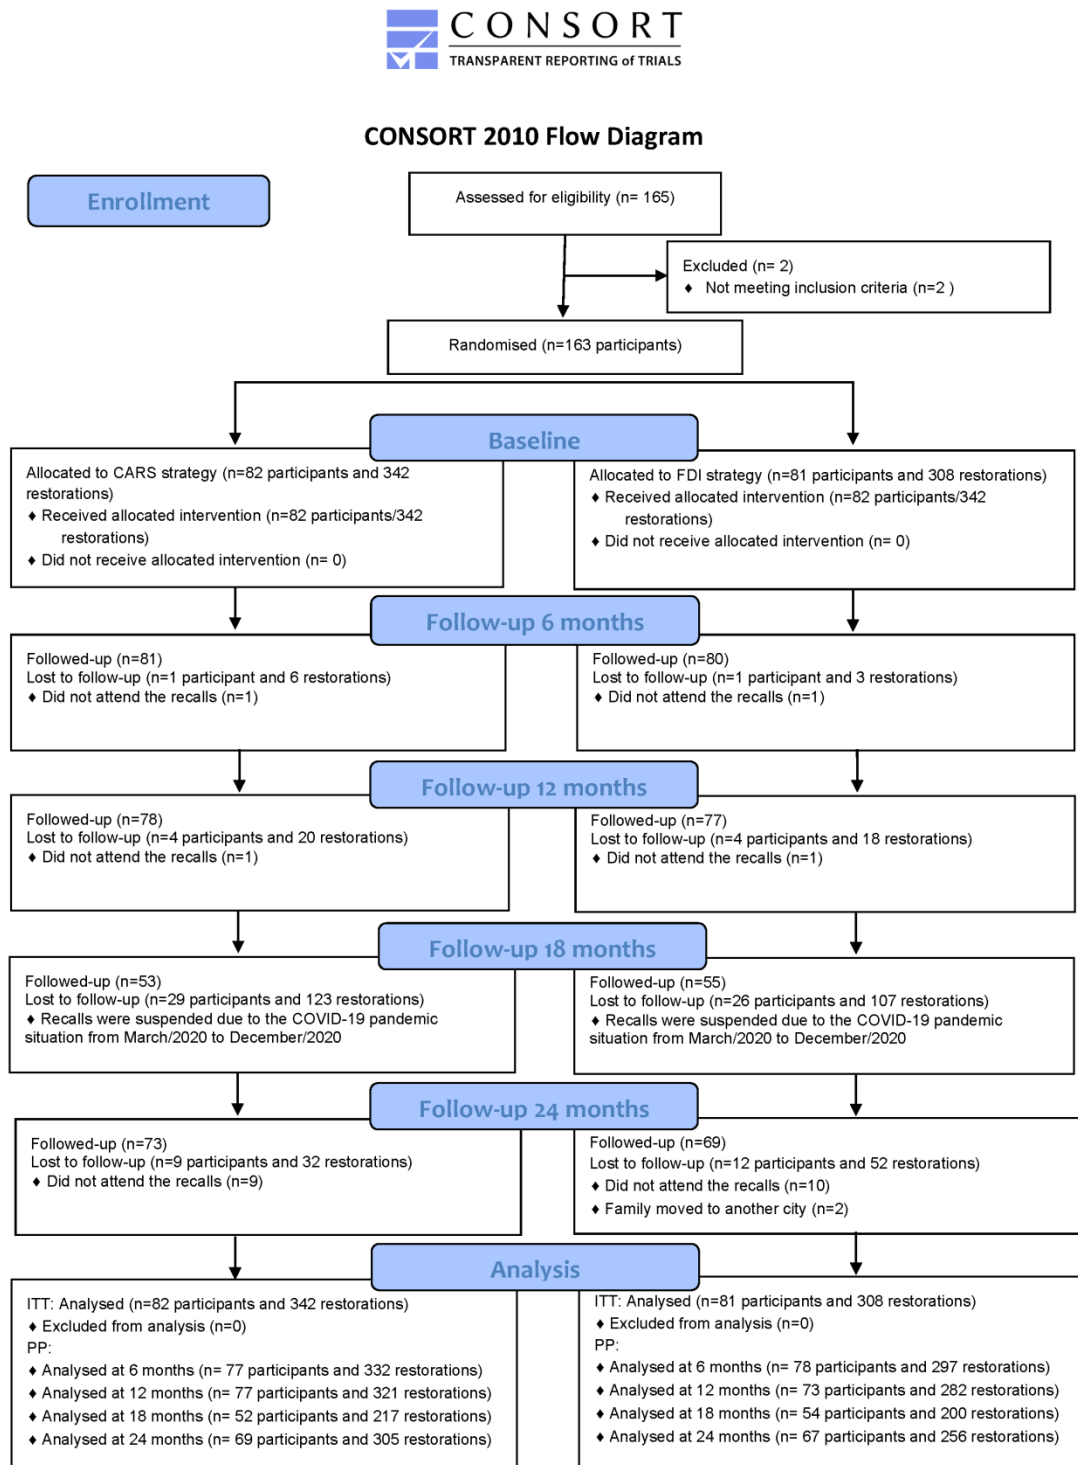 CONSORT
TRANSPARENT REPORTING of TRIALS
CONSORT 2010 Flow Diagram
Enrollment
Assessed for eligibility (n= 165)
Excluded (n= 2)
♦ Not meeting inclusion criteria (n=2 )
Randomised (n=163 participants)
Baseline
Allocated to CARS strategy (n=82 participants and 342
restorations)
♦ Received allocated intervention (n=82 participants/342
restorations)
♦ Did not receive allocated intervention (n= 0)
Allocated to FDI strategy (n=81 participants and 308 restorations)
♦ Received allocated intervention (n=82 participants/342
restorations)
♦ Did not receive allocated intervention (n= 0)
Follow-up 6 months
Followed-up (n=81)
Lost to follow-up (n=1 participant and 6 restorations)
♦ Did not attend the recalls (n=1)
Followed-up (n=80)
Lost to follow-up (n=1 participant and 3 restorations)
♦ Did not attend the recalls (n=1)
Follow-up 12 months
Followed-up (n=78)
Lost to follow-up (n=4 participants and 20 restorations)
♦ Did not attend the recalls (n=1)
Followed-up (n=77)
Lost to follow-up (n=4 participants and 18 restorations)
♦ Did not attend the recalls (n=1)
Follow-up 18 months
Followed-up (n=53)
Lost to follow-up (n=29 participants and 123 restorations)
♦ Recalls were suspended due to the COVID-19 pandemic
situation from March/2020 to December/2020
Followed-up (n=55)
Lost to follow-up (n=26 participants and 107 restorations)
♦ Recalls were suspended due to the COVID-19 pandemic
situation from March/2020 to December/2020
Follow-up 24 months
Followed-up (n=73)
Lost to follow-up (n=9 participants and 32 restorations)
♦ Did not attend the recalls (n=9)
Followed-up (n=69)
Lost to follow-up (n=12 participants and 52 restorations)
♦ Did not attend the recalls (n=10)
♦ Family moved to another city (n=2)
Analysis
ITT: Analysed (n=82 participants and 342 restorations)
♦ Excluded from analysis (n=0)
PP:
♦ Analysed at 6 months (n= 77 participants and 332 restorations)
♦ Analysed at 12 months (n= 77 participants and 321 restorations)
♦ Analysed at 18 months (n= 52 participants and 217 restorations)
♦ Analysed at 24 months (n= 69 participants and 305 restorations)
ITT: Analysed (n=81 participants and 308 restorations)
♦ Excluded from analysis (n=0)
PP:
♦ Analysed at 6 months (n= 78 participants and 297 restorations)
♦ Analysed at 12 months (n= 73 participants and 282 restorations)
♦ Analysed at 18 months (n= 54 participants and 200 restorations)
♦ Analysed at 24 months (n= 67 participants and 256 restorations)